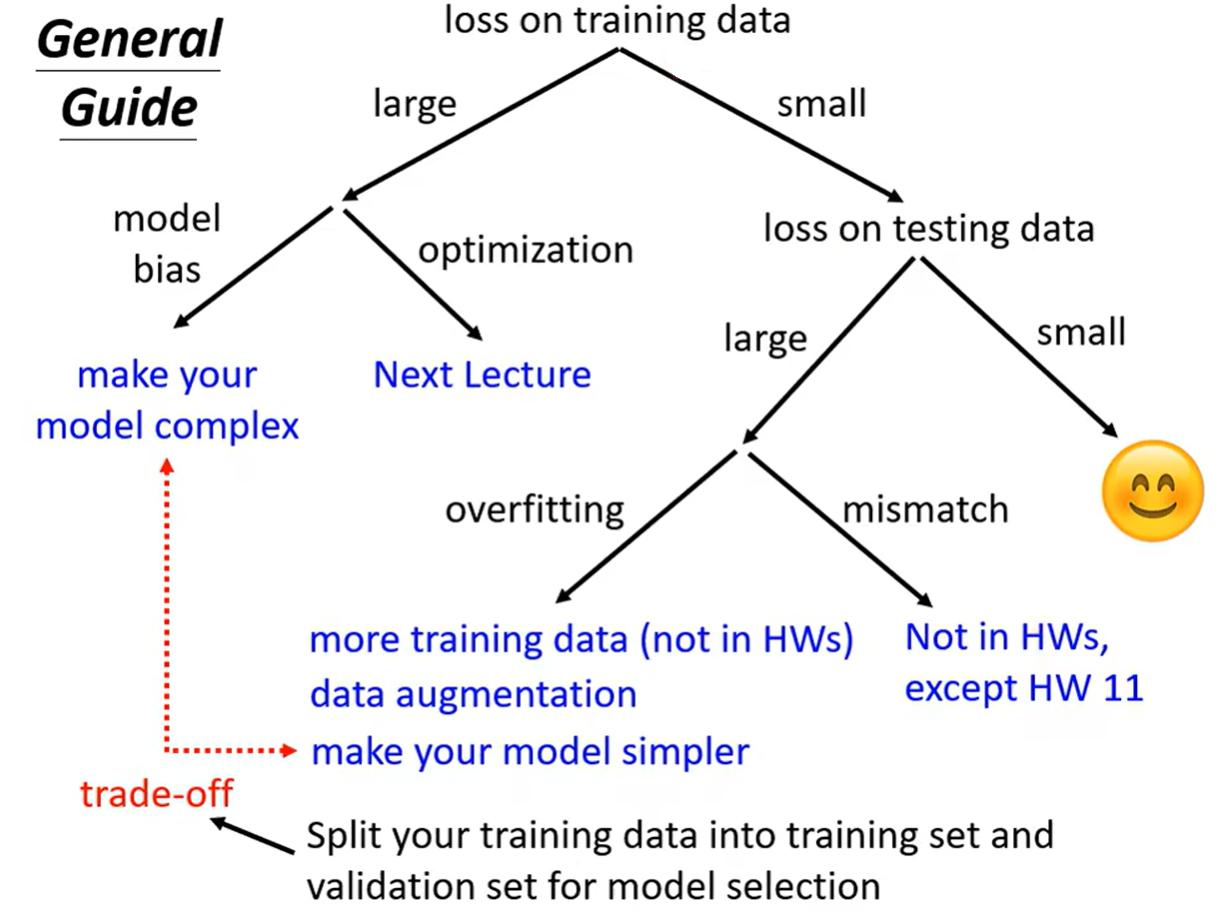 General
Guide
loss on training data
large
small
model
bias
optimization
loss on testing data
make your
model complex
Next Lecture
large
small
overfitting
mismatch
more training data (not in HWs)
data augmentation
make your model simpler
Not in HWs,
except HW 11
trade-off
Split your training data into training set and
validation set for model selection